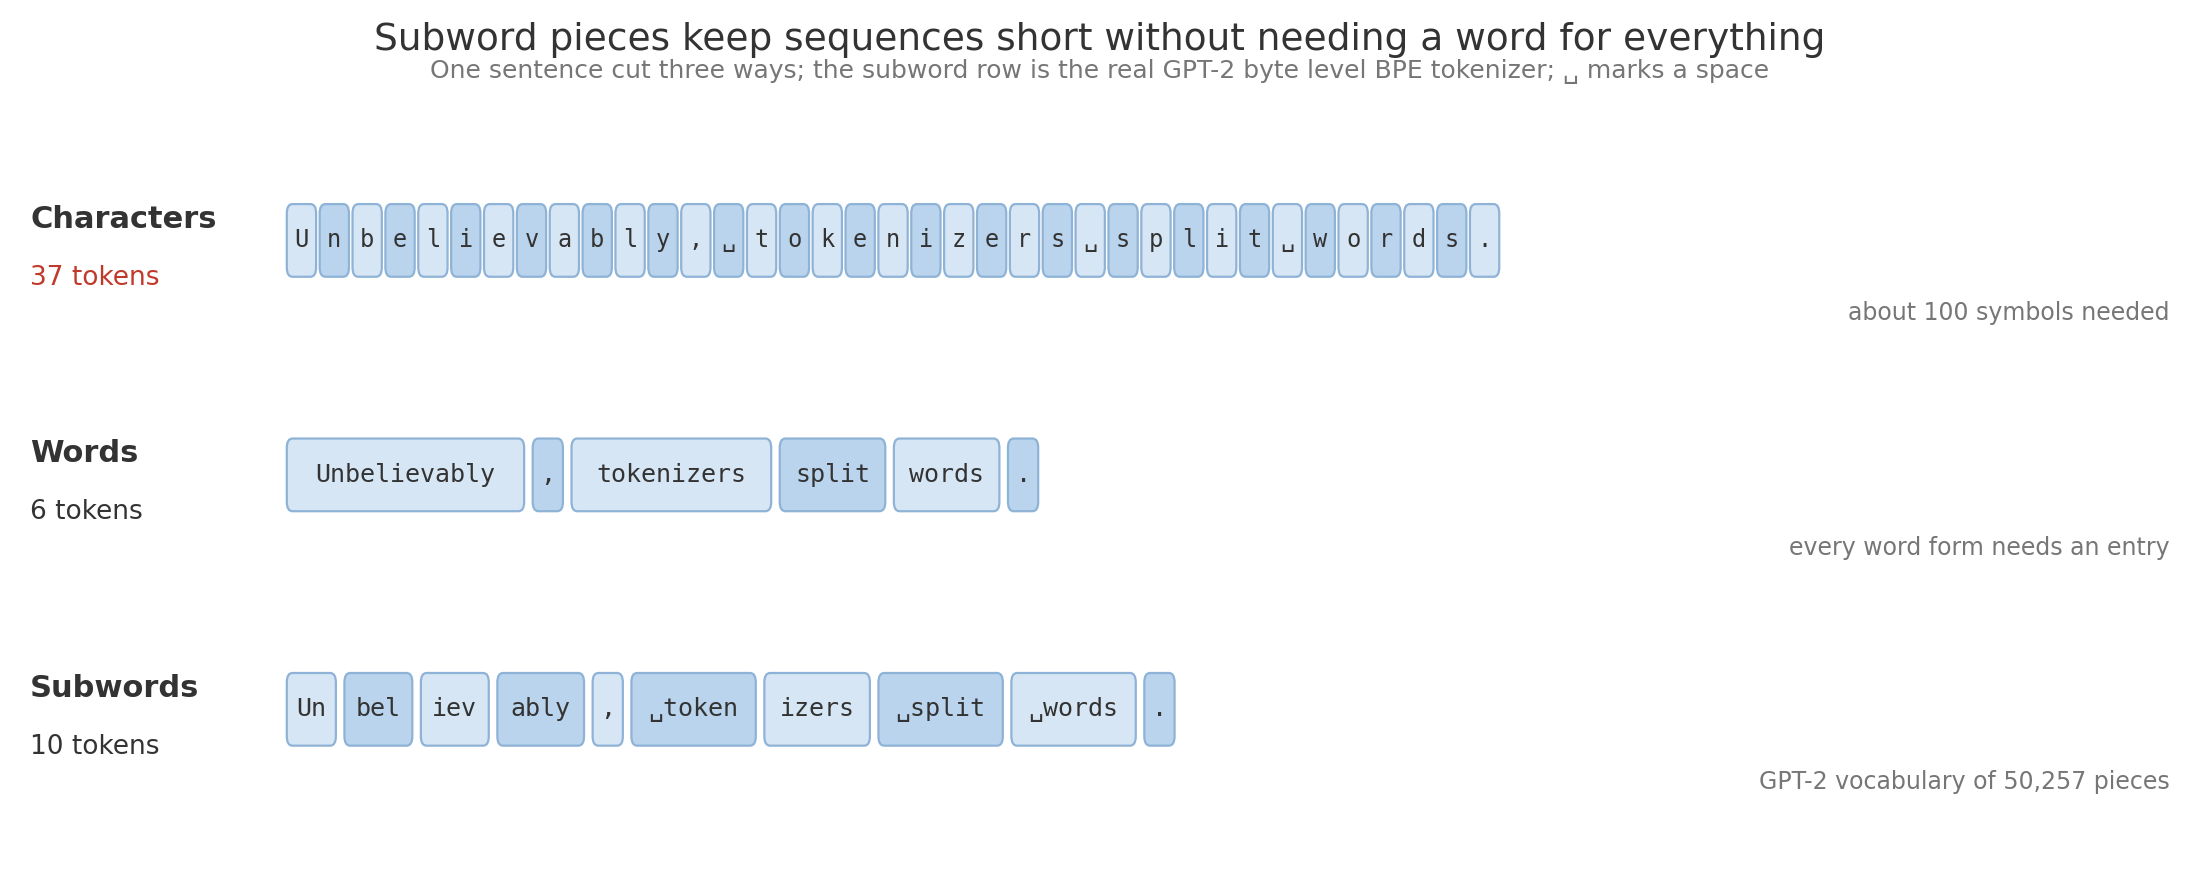 Subword pieces keep sequences short without needing a word for everything
One sentence cut three ways; the subword row is the real GPT-2 byte level BPE tokenizer; ␣ marks a space
Characters
U n b e l i e v a b l y , ␣ t o k e n i z e r s ␣ s p l i t ␣ w o r d s .
37 tokens
about 100 symbols needed
Words
Unbelievably , tokenizers split words .
6 tokens
every word form needs an entry
Subwords
Un bel iev ably , ␣token izers ␣split ␣words .
10 tokens
GPT-2 vocabulary of 50,257 pieces